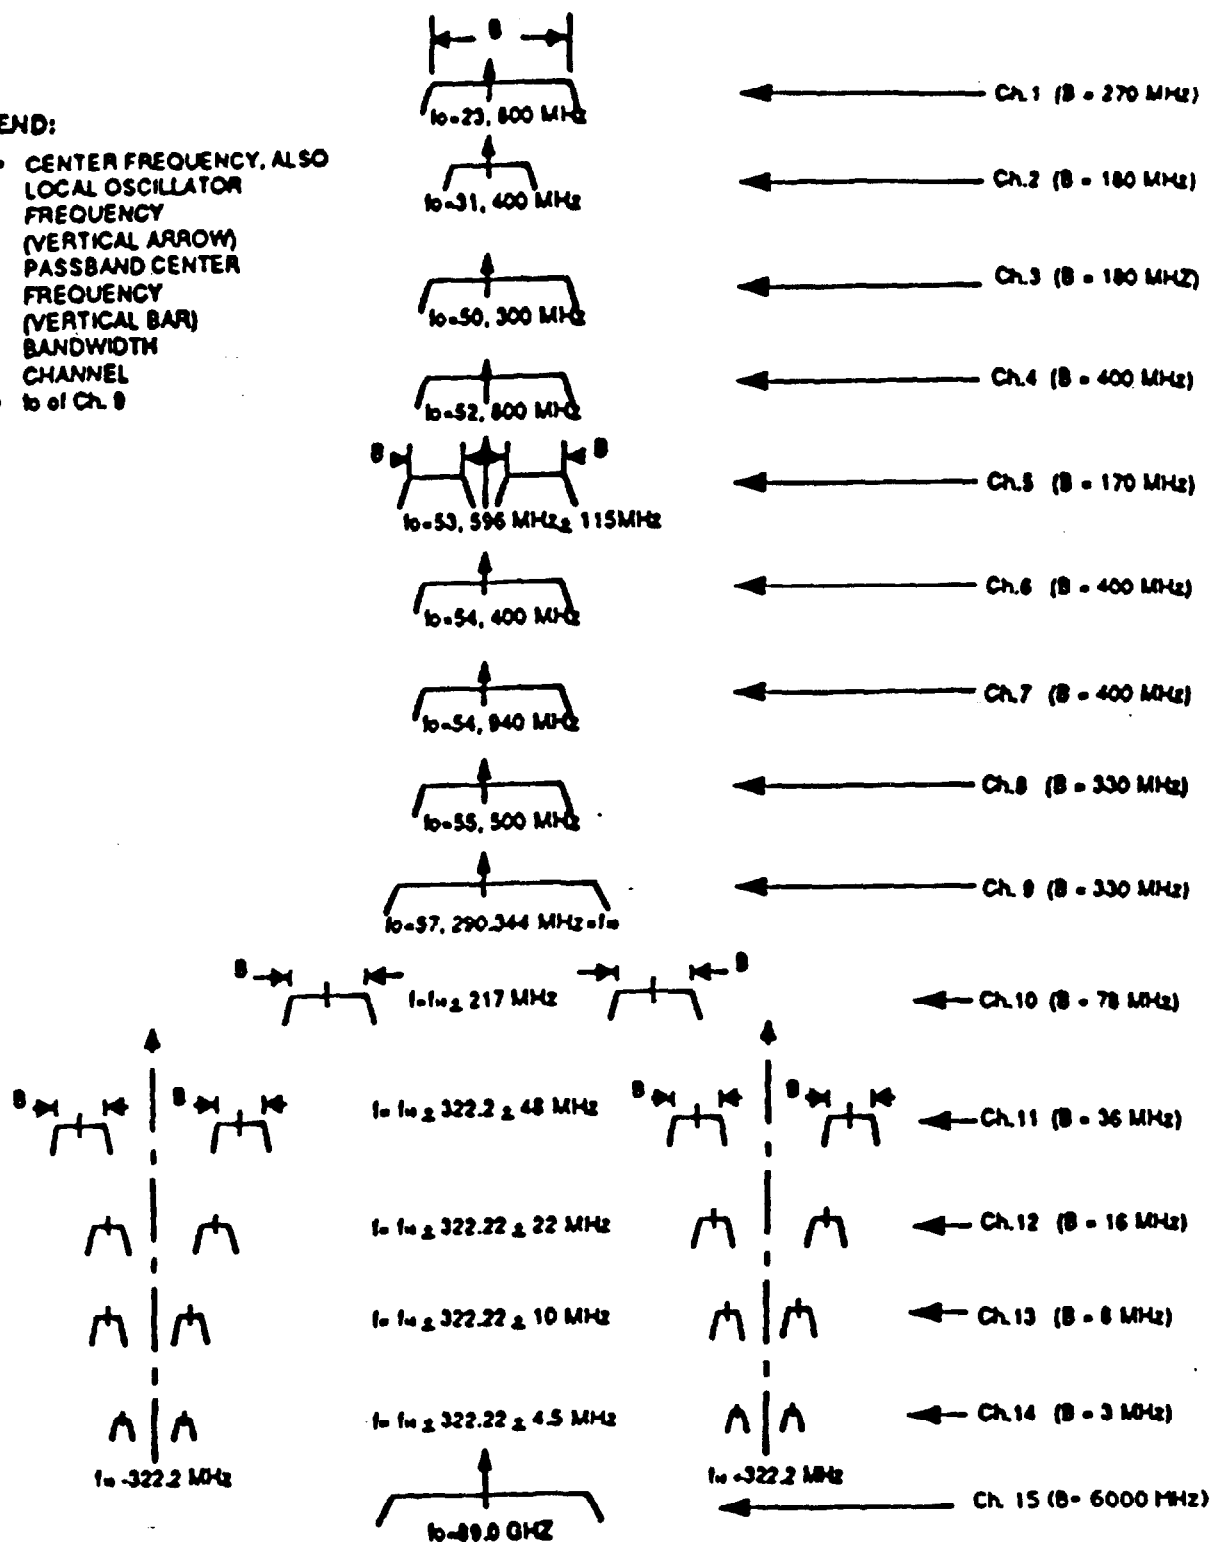 B
fo=23, 800 MHz
Ch.1 (B = 270 MHz)
END:
CENTER FREQUENCY, ALSO
LOCAL OSCILLATOR
FREQUENCY
(VERTICAL ARROW)
PASSBAND CENTER
FREQUENCY
(VERTICAL BAR)
BANDWIDTH
CHANNEL
fo of Ch. 9
fo=31, 400 MHz
Ch.2 (B = 180 MHz)
fo=50, 300 MHz
Ch.3 (B = 180 MHZ)
fo=52, 800 MHz
Ch.4 (B = 400 MHz)
B B
fo=53, 596 MHz ± 115MHz
Ch.5 (B = 170 MHz)
fo=54, 400 MHz
Ch.6 (B = 400 MHz)
fo=54, 940 MHz
Ch.7 (B = 400 MHz)
fo=55, 500 MHz
Ch.8 (B = 330 MHz)
fo=57, 290.344 MHz=f
Ch. 9 (B = 330 MHz)
B B
f= f ± 217 MHz
Ch.10 (B = 78 MHz)
B B B B
f= f ± 322.2 ± 48 MHz
Ch.11 (B = 36 MHz)
f= f ± 322.22 ± 22 MHz
Ch.12 (B = 16 MHz)
f= f ± 322.22 ± 10 MHz
Ch.13 (B = 8 MHz)
f= f ± 322.22 ± 4.5 MHz
Ch.14 (B = 3 MHz)
f -322.2 MHz
f -322.2 MHz
fo=89.0 GHZ
Ch. 15 (B= 6000 MHz)